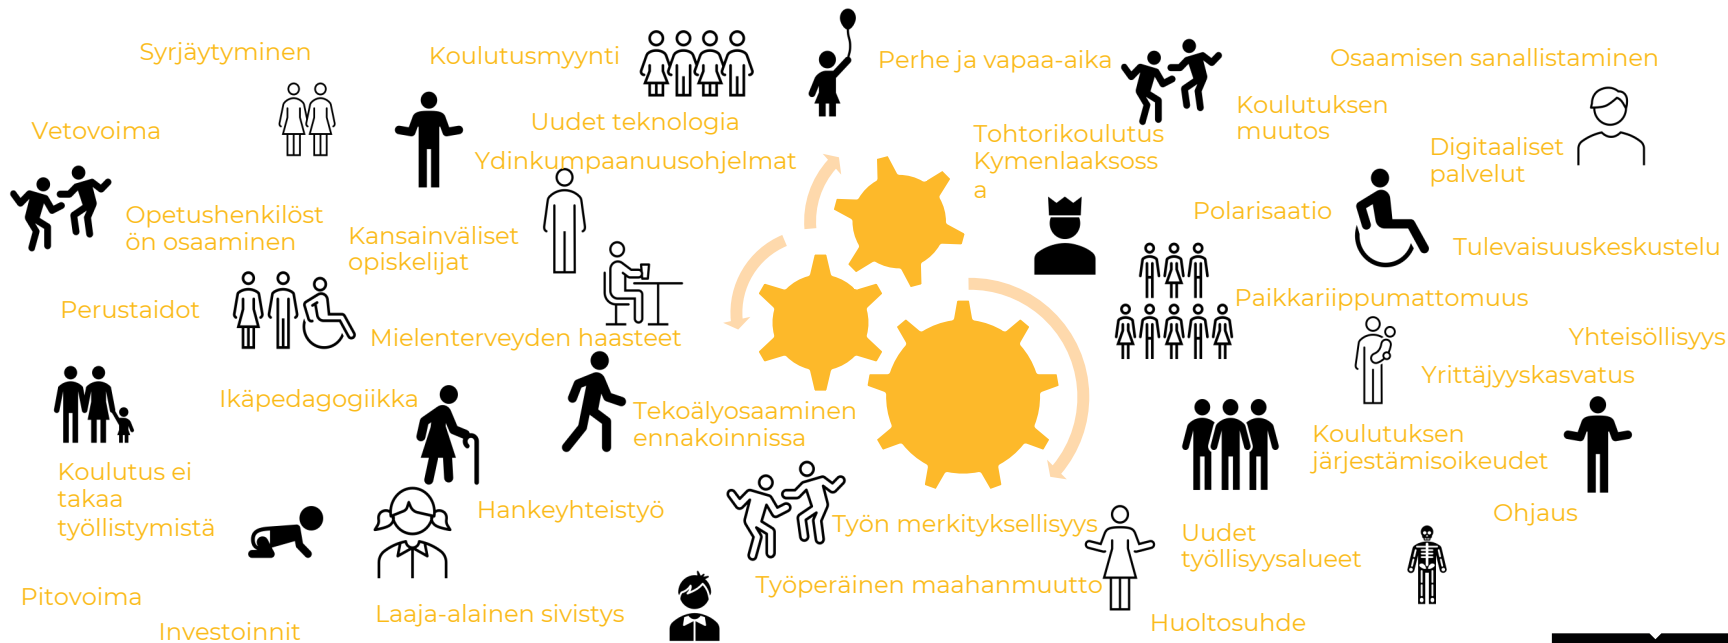 Syrjäytyminen
Koulutusmyynti
Perhe ja vapaa-aika
Osaamisen sanallistaminen
Vetovoima
Uudet teknologia
Ydinkumpaanuusohjelmat
Tohtorikoulutus
Kymenlaaksoss
a
Koulutuksen
muutos
Digitaaliset
palvelut
Opetushenkilöst
ön osaaminen
Kansainväliset
opiskelijat
Polarisaatio
Tulevaisuuskeskustelu
Perustaidot
Mielenterveyden haasteet
Paikkariippumattomuus
Yhteisöllisyys
Yrittäjyyskasvatus
Ikäpedagogiikka
Tekoälyosaaminen
ennakoinnissa
Koulutuksen
järjestämisoikeudet
Koulutus ei
takaa
työllistymistä
Hankeyhteistyö
Työn merkityksellisyys
Uudet
työllisyysalueet
Ohjaus
Työperäinen maahanmuutto
Pitovoima
Investoinnit
Laaja-alainen sivistys
Huoltosuhde